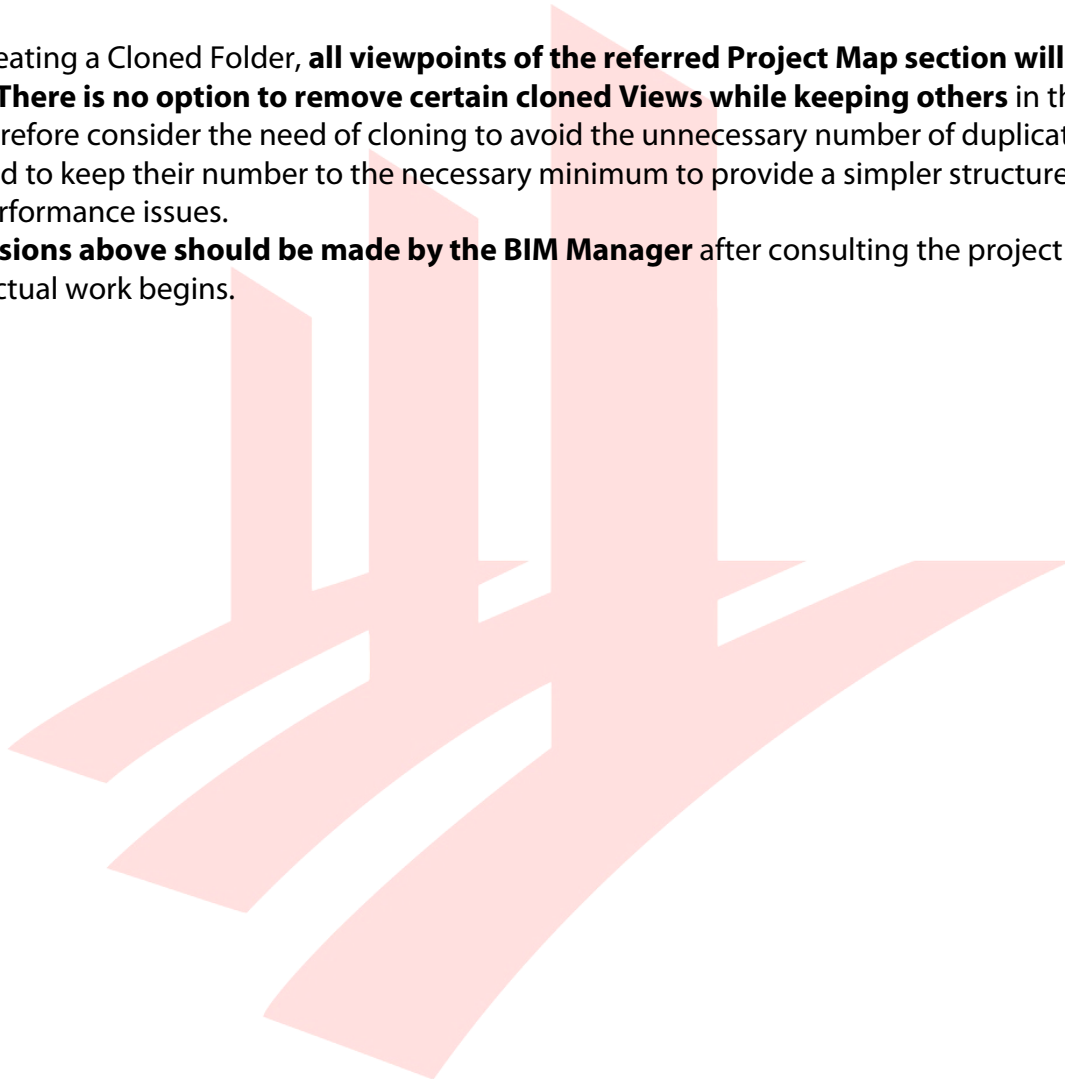 eating a Cloned Folder, all viewpoints of the referred Project Map section will
There is no option to remove certain cloned Views while keeping others in th
refore consider the need of cloning to avoid the unnecessary number of duplicat
d to keep their number to the necessary minimum to provide a simpler structure
rformance issues.
sions above should be made by the BIM Manager after consulting the project
ctual work begins.